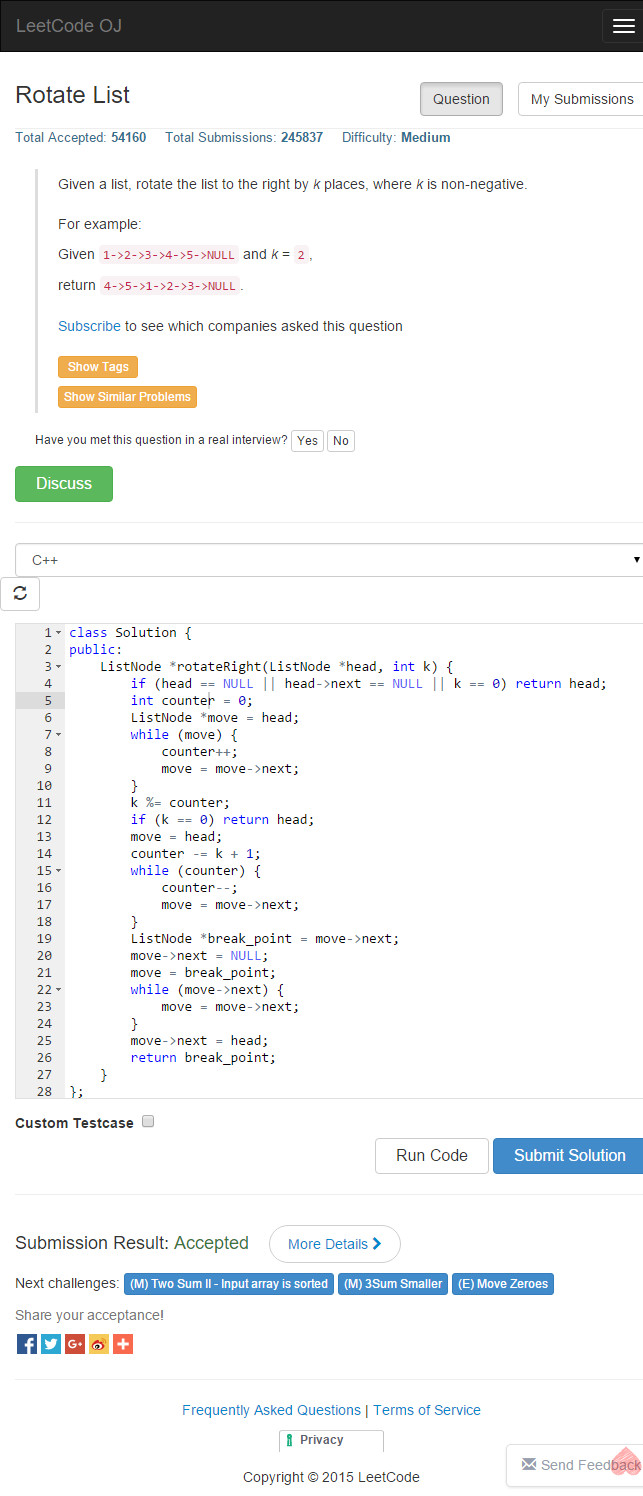 LeetCode OJ
Rotate List
Question
My Submissions
Total Accepted: 54160 Total Submissions: 245837 Difficulty: Medium
Given a list, rotate the list to the right by k places, where k is non-negative.
For example:
Given 1->2->3->4->5->NULL and k = 2,
return 4->5->1->2->3->NULL.
Subscribe to see which companies asked this question
Show Tags
Show Similar Problems
Have you met this question in a real interview? Yes No
Discuss
C++
1 class Solution {
2 public:
3     ListNode *rotateRight(ListNode *head, int k) {
4         if (head == NULL || head->next == NULL || k == 0) return head;
5         int counter = 0;
6         ListNode *move = head;
7         while (move) {
8             counter++;
9             move = move->next;
10         }
11         k %= counter;
12         if (k == 0) return head;
13         move = head;
14         counter -= k + 1;
15         while (counter) {
16             counter--;
17             move = move->next;
18         }
19         ListNode *break_point = move->next;
20         move->next = NULL;
21         move = break_point;
22         while (move->next) {
23             move = move->next;
24         }
25         move->next = head;
26         return break_point;
27     }
28 };
Custom Testcase
Run Code Submit Solution
Submission Result: Accepted More Details
Next challenges: (M) Two Sum II - Input array is sorted (M) 3Sum Smaller (E) Move Zeroes
Share your acceptance!
Frequently Asked Questions | Terms of Service
Privacy
Send Feedback
Copyright © 2015 LeetCode